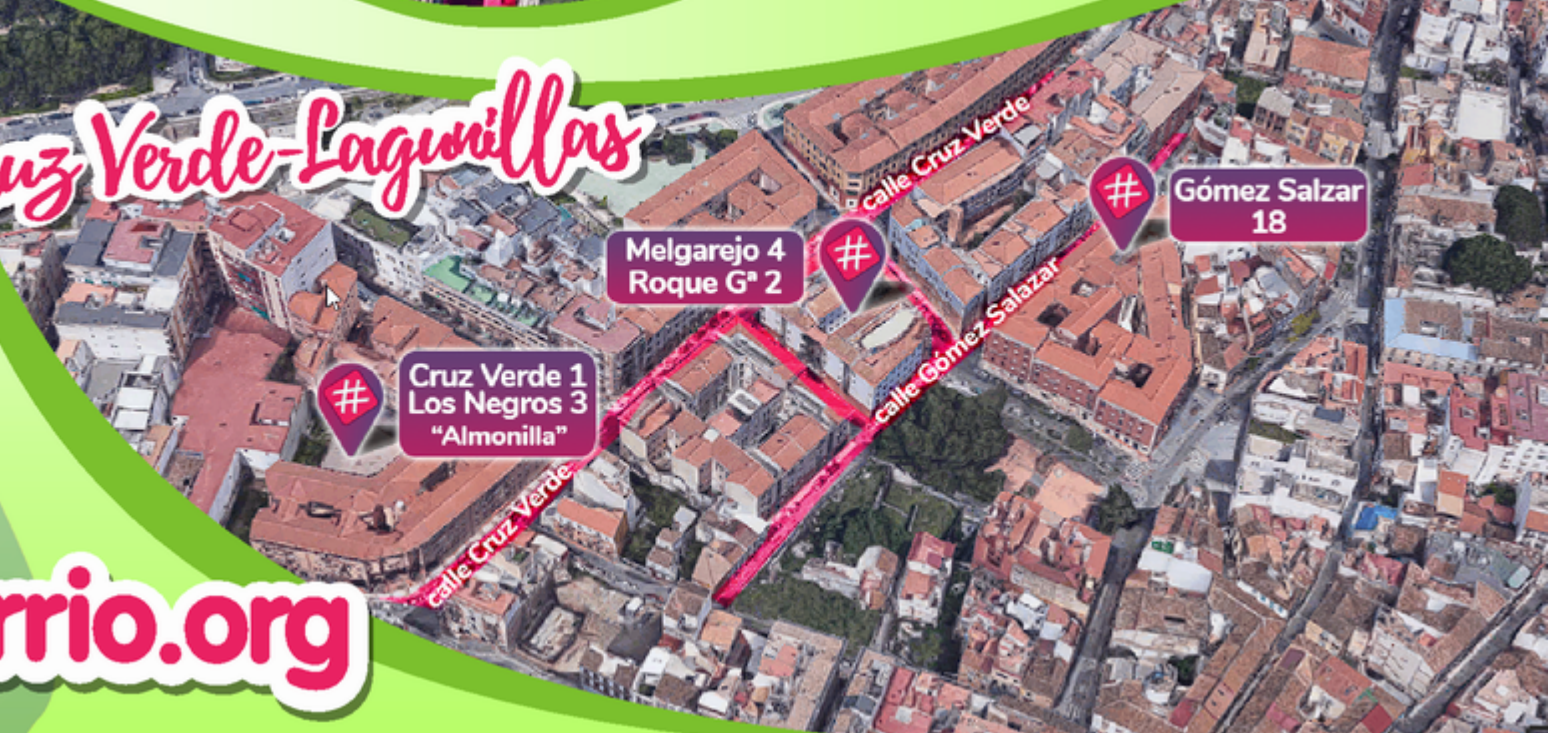 uz Verde-Lagunillas
calle Cruz Verde
#
Gómez Salzar
18
#
Melgarejo 4
Roque Gª 2
calle Gómez Salazar
#
Cruz Verde 1
Los Negros 3
“Almonilla”
calle Cruz Verde
rrio.org